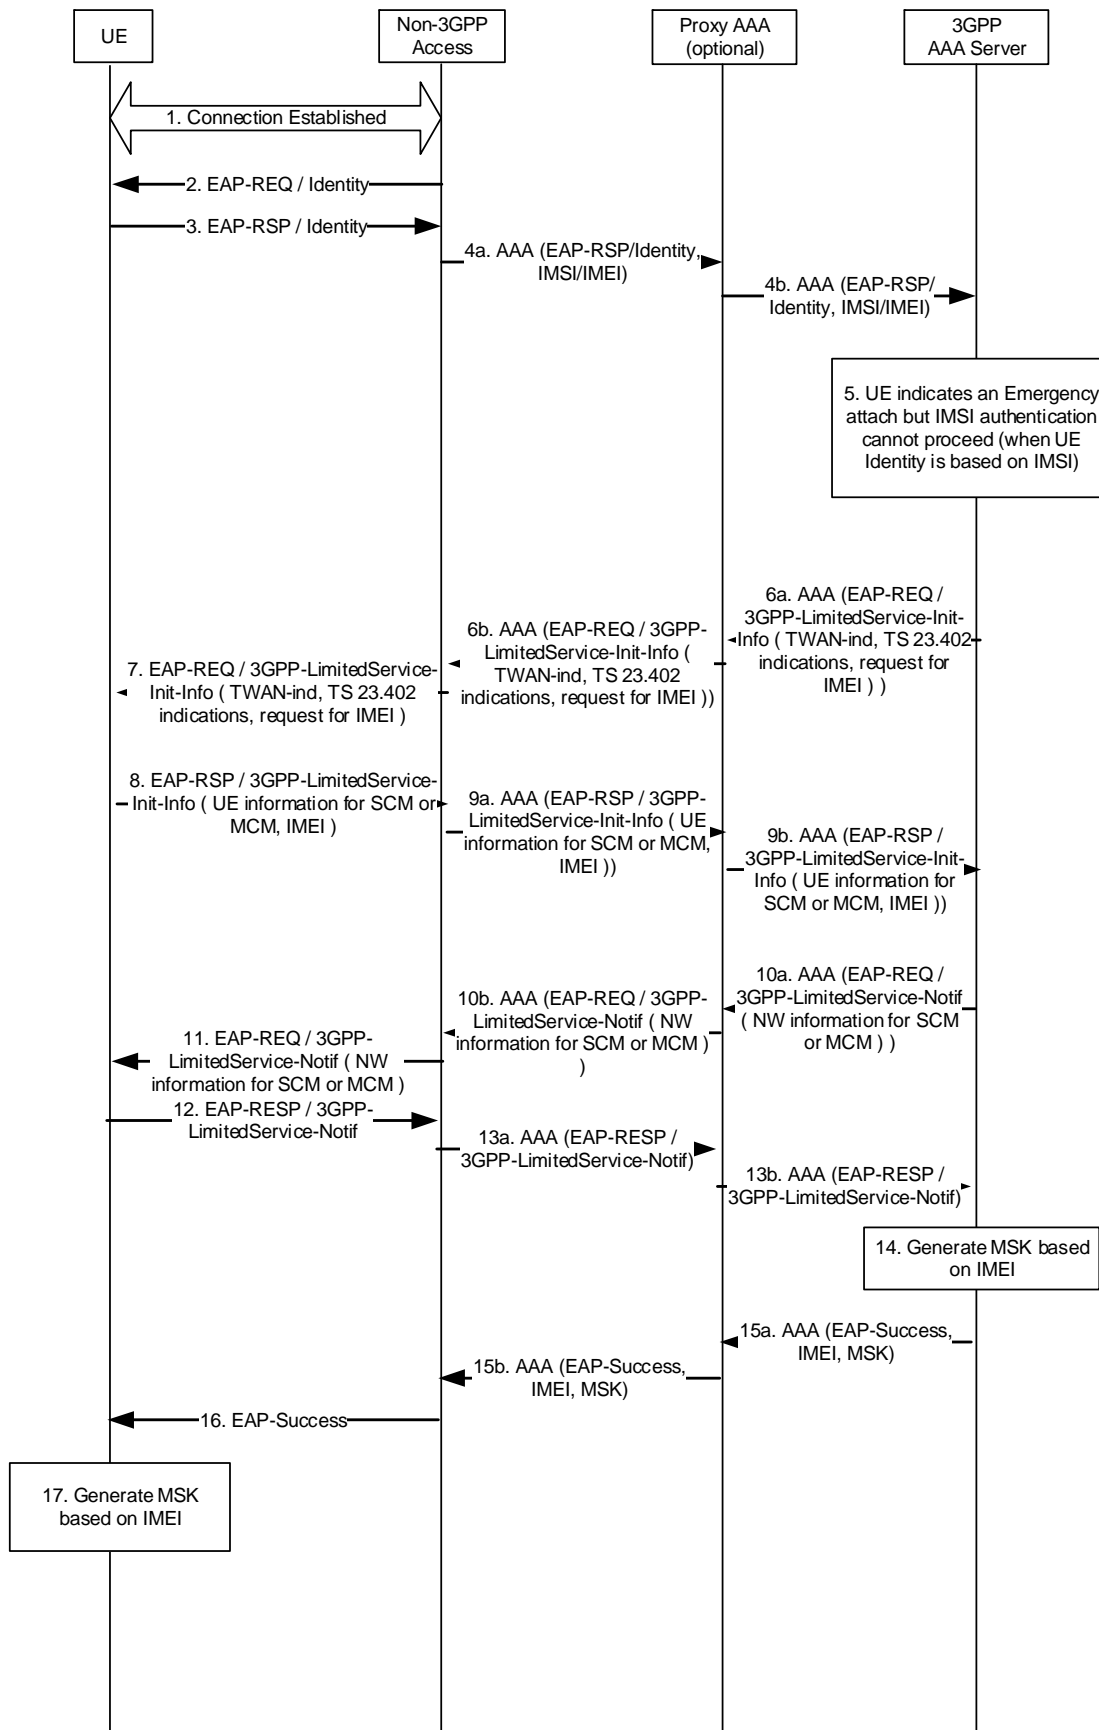 UE
Non-3GPP
Access
Proxy AAA
(optional)
3GPP
AAA Server
1. Connection Established
2. EAP-REQ / Identity
3. EAP-RSP / Identity
4a. AAA (EAP-RSP/Identity,
IMSI/IMEI)
4b. AAA (EAP-RSP/
Identity, IMSI/IMEI)
5. UE indicates an Emergency
attach but IMSI authentication
cannot proceed (when UE
Identity is based on IMSI)
6a. AAA (EAP-REQ /
3GPP-LimitedService-Init-
Info ( TWAN-ind, TS 23.402
indications, request for
IMEI ) )
6b. AAA (EAP-REQ / 3GPP-
LimitedService-Init-Info (
TWAN-ind, TS 23.402
indications, request for IMEI ))
7. EAP-REQ / 3GPP-LimitedService-
Init-Info ( TWAN-ind, TS 23.402
indications, request for IMEI )
8. EAP-RSP / 3GPP-LimitedService-
Init-Info ( UE information for SCM or
MCM, IMEI )
9a. AAA (EAP-RSP / 3GPP-
LimitedService-Init-Info ( UE
information for SCM or MCM,
IMEI ))
9b. AAA (EAP-RSP /
3GPP-LimitedService-Init-
Info ( UE information for
SCM or MCM, IMEI ))
10a. AAA (EAP-REQ /
3GPP-LimitedService-Notif
( NW information for SCM
or MCM ) )
10b. AAA (EAP-REQ / 3GPP-
LimitedService-Notif ( NW
information for SCM or MCM )
)
11. EAP-REQ / 3GPP-
LimitedService-Notif ( NW
information for SCM or MCM )
12. EAP-RESP / 3GPP-
LimitedService-Notif
13a. AAA (EAP-RESP /
3GPP-LimitedService-Notif)
13b. AAA (EAP-RESP /
3GPP-LimitedService-Notif)
14. Generate MSK based
on IMEI
15a. AAA (EAP-Success,
IMEI, MSK)
15b. AAA (EAP-Success,
IMEI, MSK)
16. EAP-Success
17. Generate MSK
based on IMEI